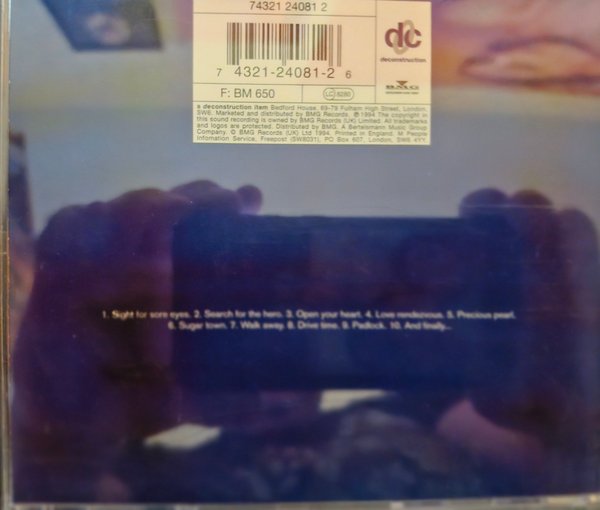 74321 24081 2
7 4321-24081-2 6
dc
deconstruction
F: BM 650
LC 6280
BMG
a deconstruction item Bedford House. 69-79 Fulham High Street, London,
SW6. Marketed and distributed by BMG Records. ℗ 1994 The copyright in
this sound recording is owned by BMG Records (UK) Limited. All trademarks
and logos are protected. Distributed by BMG. A Bertelsmann Music Group
Company. © BMG Records (UK) Ltd 1994. Printed in England. M People
Information Service, Freepost (SW8031), PO Box 607, London, SW6 4YY.
1. Sight for sore eyes. 2. Search for the hero. 3. Open your heart. 4. Love rendezvous. 5. Precious pearl.
6. Sugar town. 7. Walk away. 8. Drive time. 9. Padlock. 10. And finally...